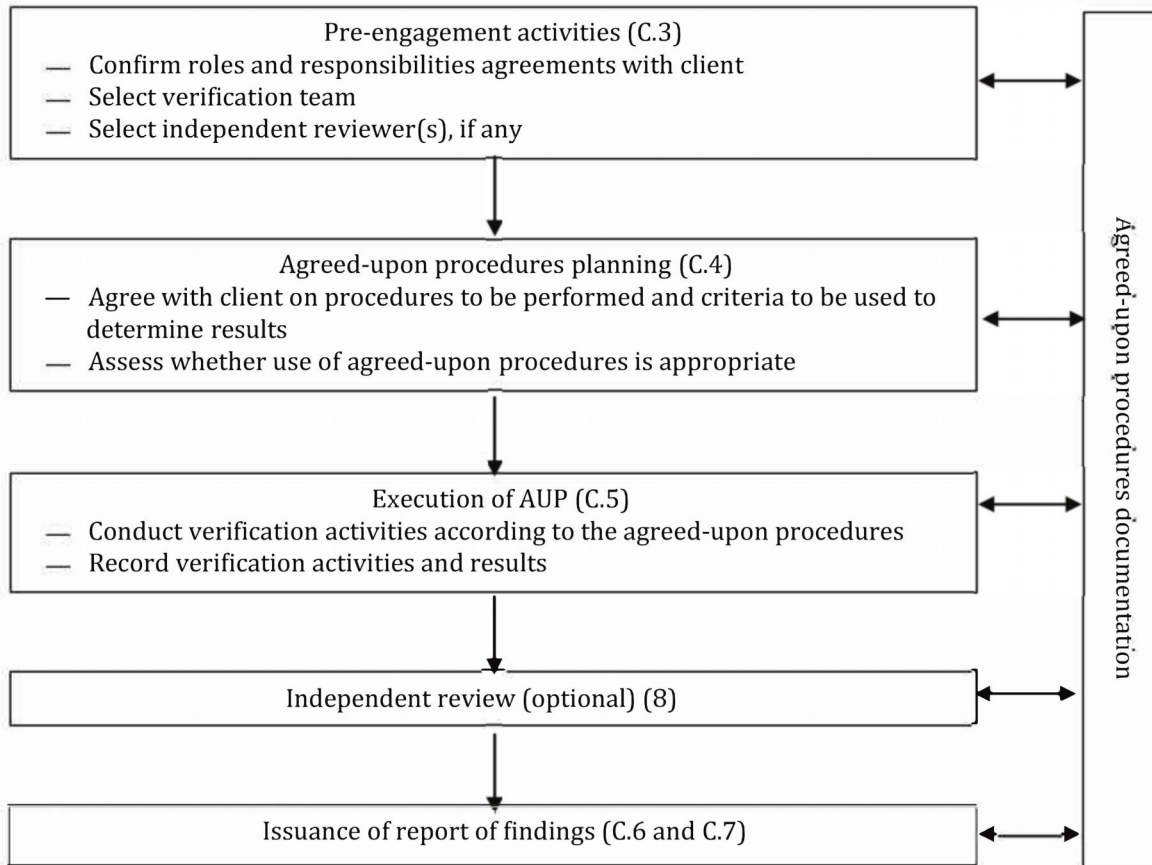 Pre-engagement activities (C.3)
— Confirm roles and responsibilities agreements with client
— Select verification team
— Select independent reviewer(s), if any
Agreed-upon procedures planning (C.4)
— Agree with client on procedures to be performed and criteria to be used to
determine results
— Assess whether use of agreed-upon procedures is appropriate
Execution of AUP (C.5)
— Conduct verification activities according to the agreed-upon procedures
— Record verification activities and results
Independent review (optional) (8)
Issuance of report of findings (C.6 and C.7)
Agreed-upon procedures documentation